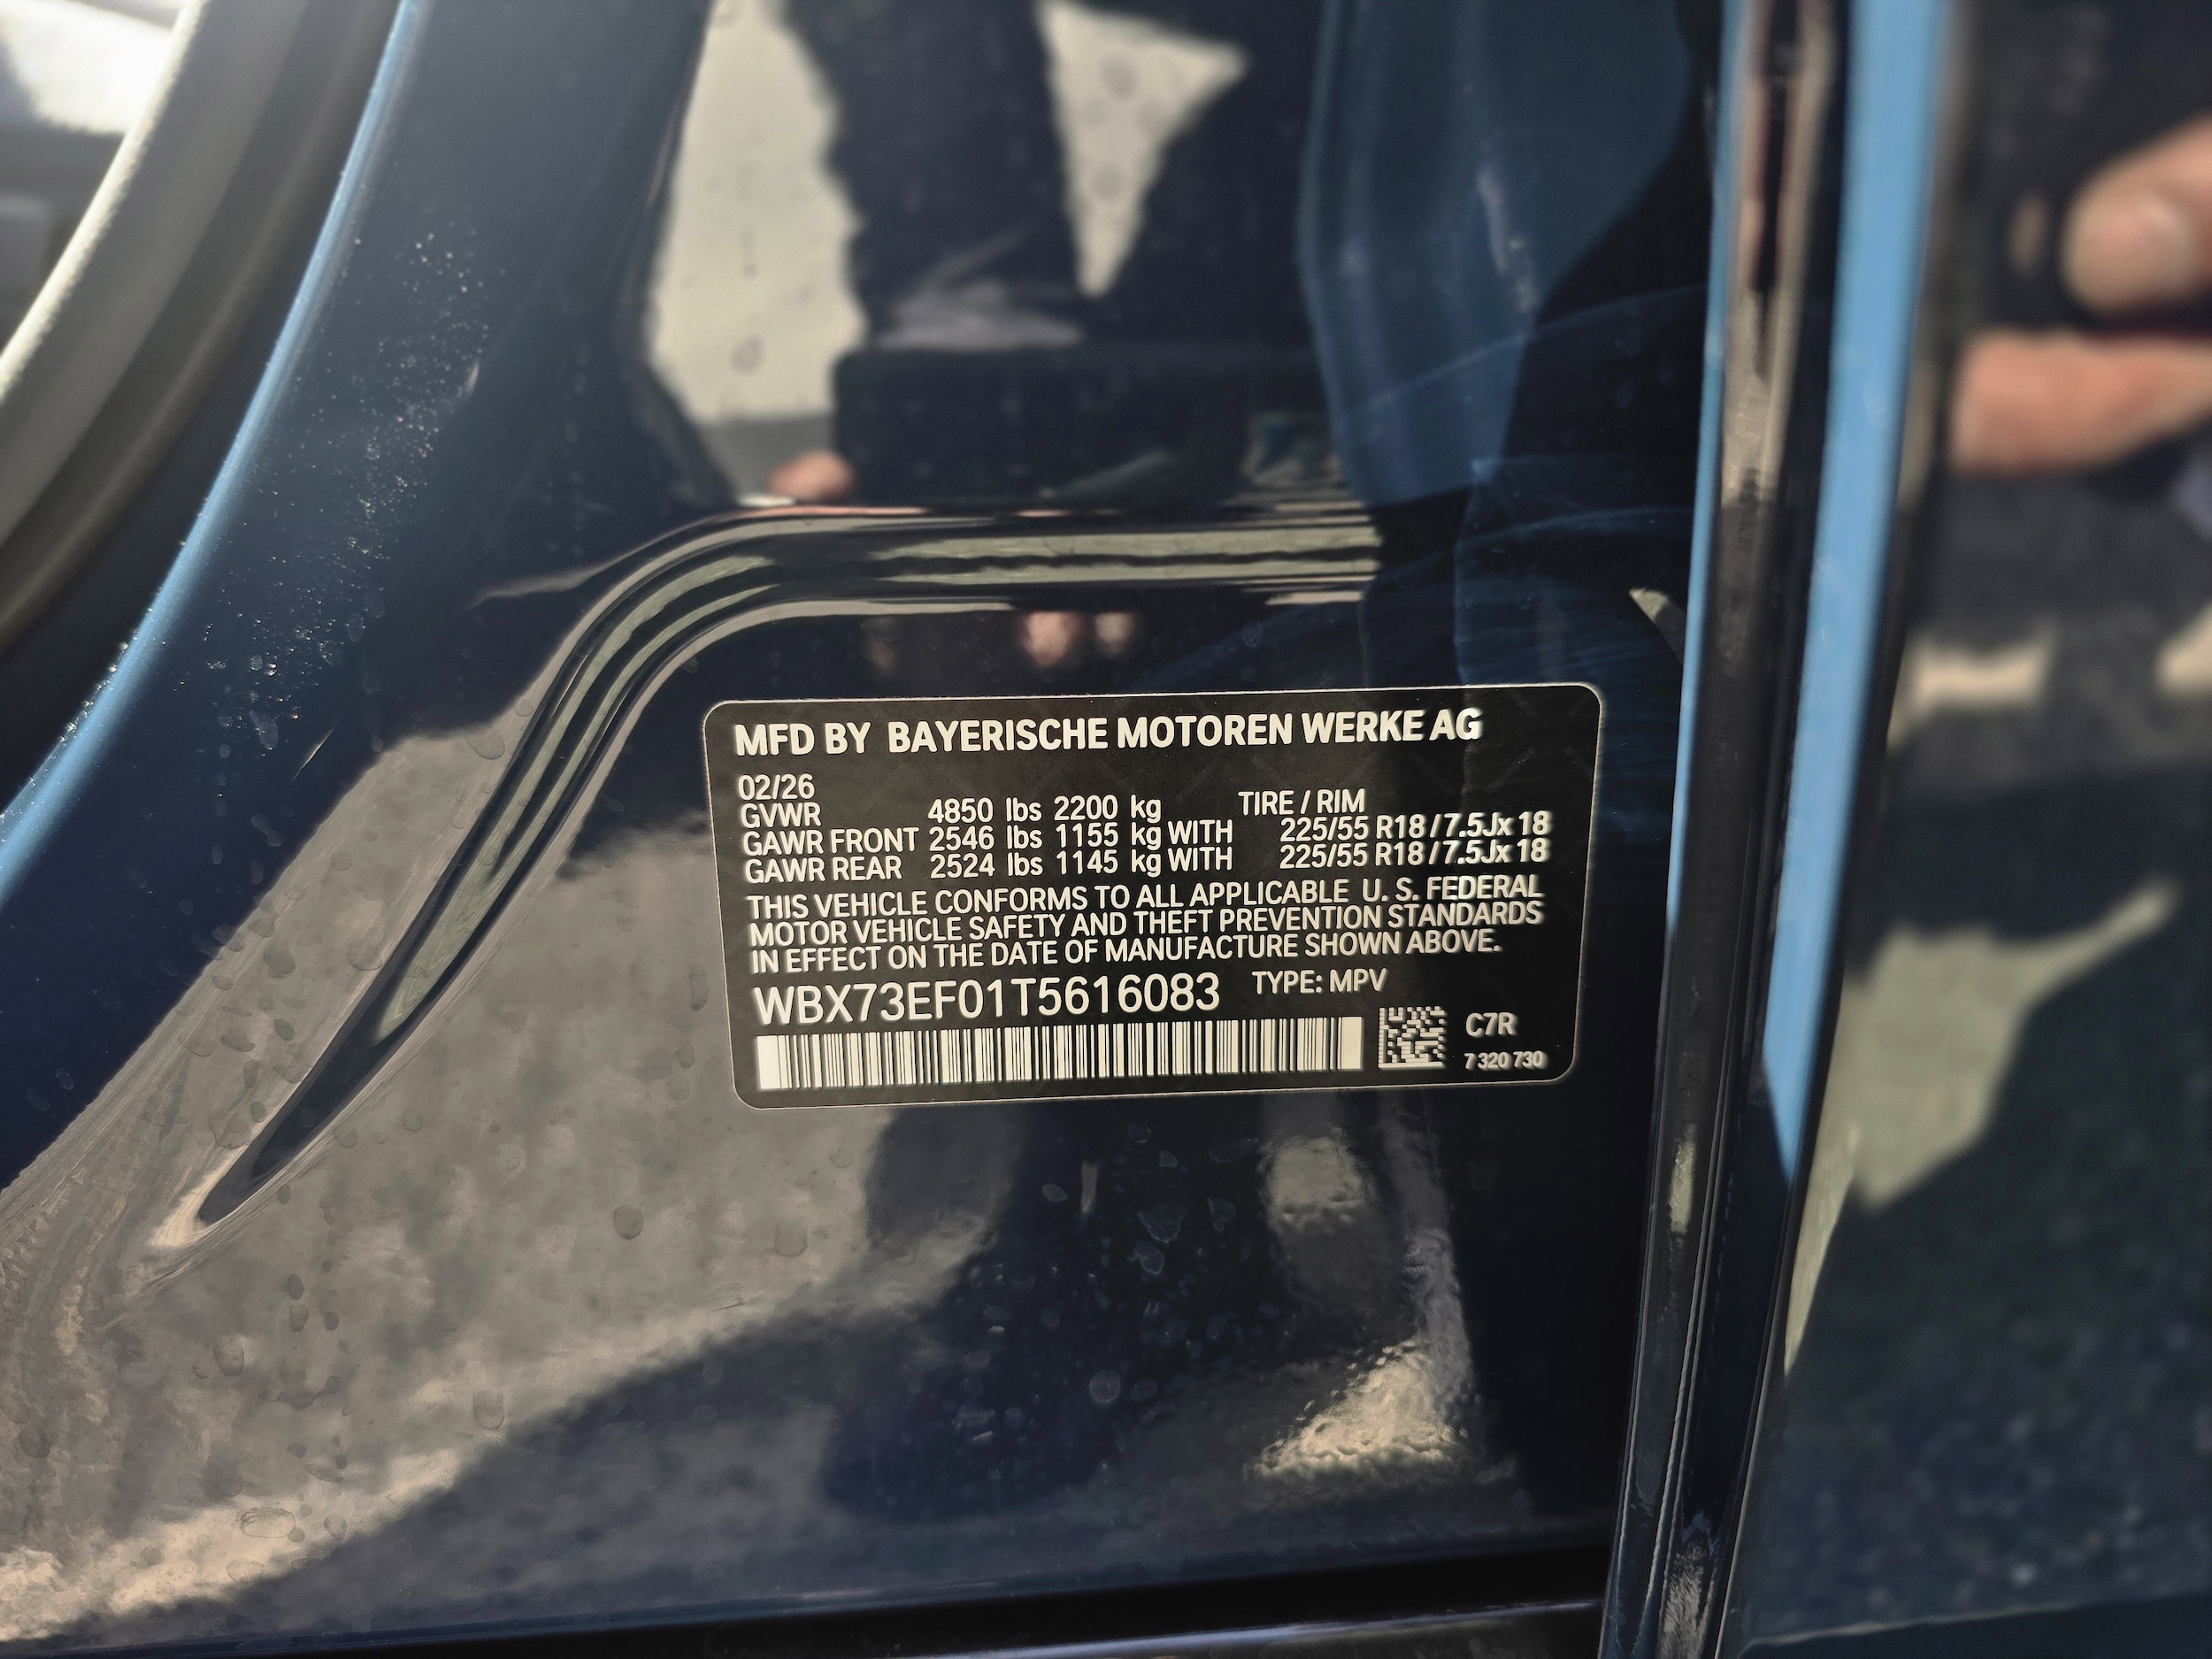 MFD BY BAYERISCHE MOTOREN WERKE AG
02/26
GVWR 4850 lbs 2200 kg TIRE / RIM
GAWR FRONT 2546 lbs 1155 kg WITH 225/55 R18 / 7.5Jx 18
GAWR REAR 2524 lbs 1145 kg WITH 225/55 R18 / 7.5Jx 18
THIS VEHICLE CONFORMS TO ALL APPLICABLE U. S. FEDERAL
MOTOR VEHICLE SAFETY AND THEFT PREVENTION STANDARDS
IN EFFECT ON THE DATE OF MANUFACTURE SHOWN ABOVE.
WBX73EF01T5616083 TYPE: MPV
C7R
7 320 730